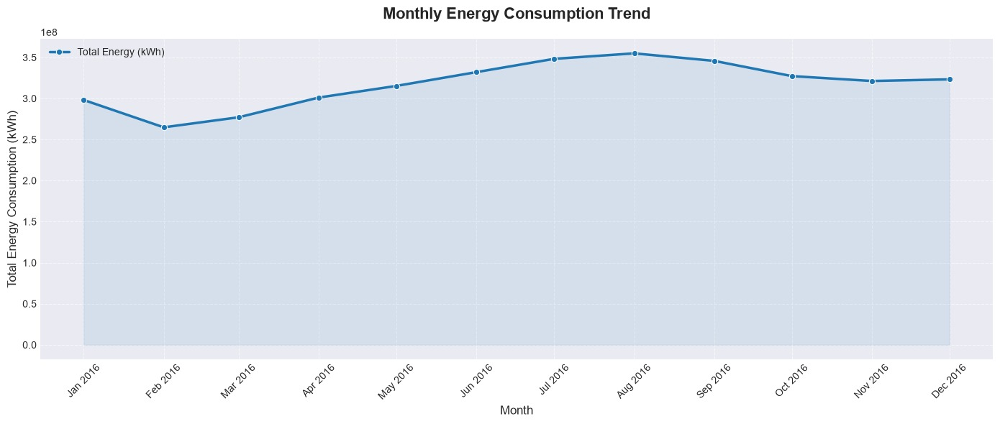 Monthly Energy Consumption Trend
1e8
Total Energy (kWh)
Total Energy Consumption (kWh)
3.5
3.0
2.5
2.0
1.5
1.0
0.5
0.0
Jan 2016
Feb 2016
Mar 2016
Apr 2016
May 2016
Jun 2016
Jul 2016
Aug 2016
Sep 2016
Oct 2016
Nov 2016
Dec 2016
Month